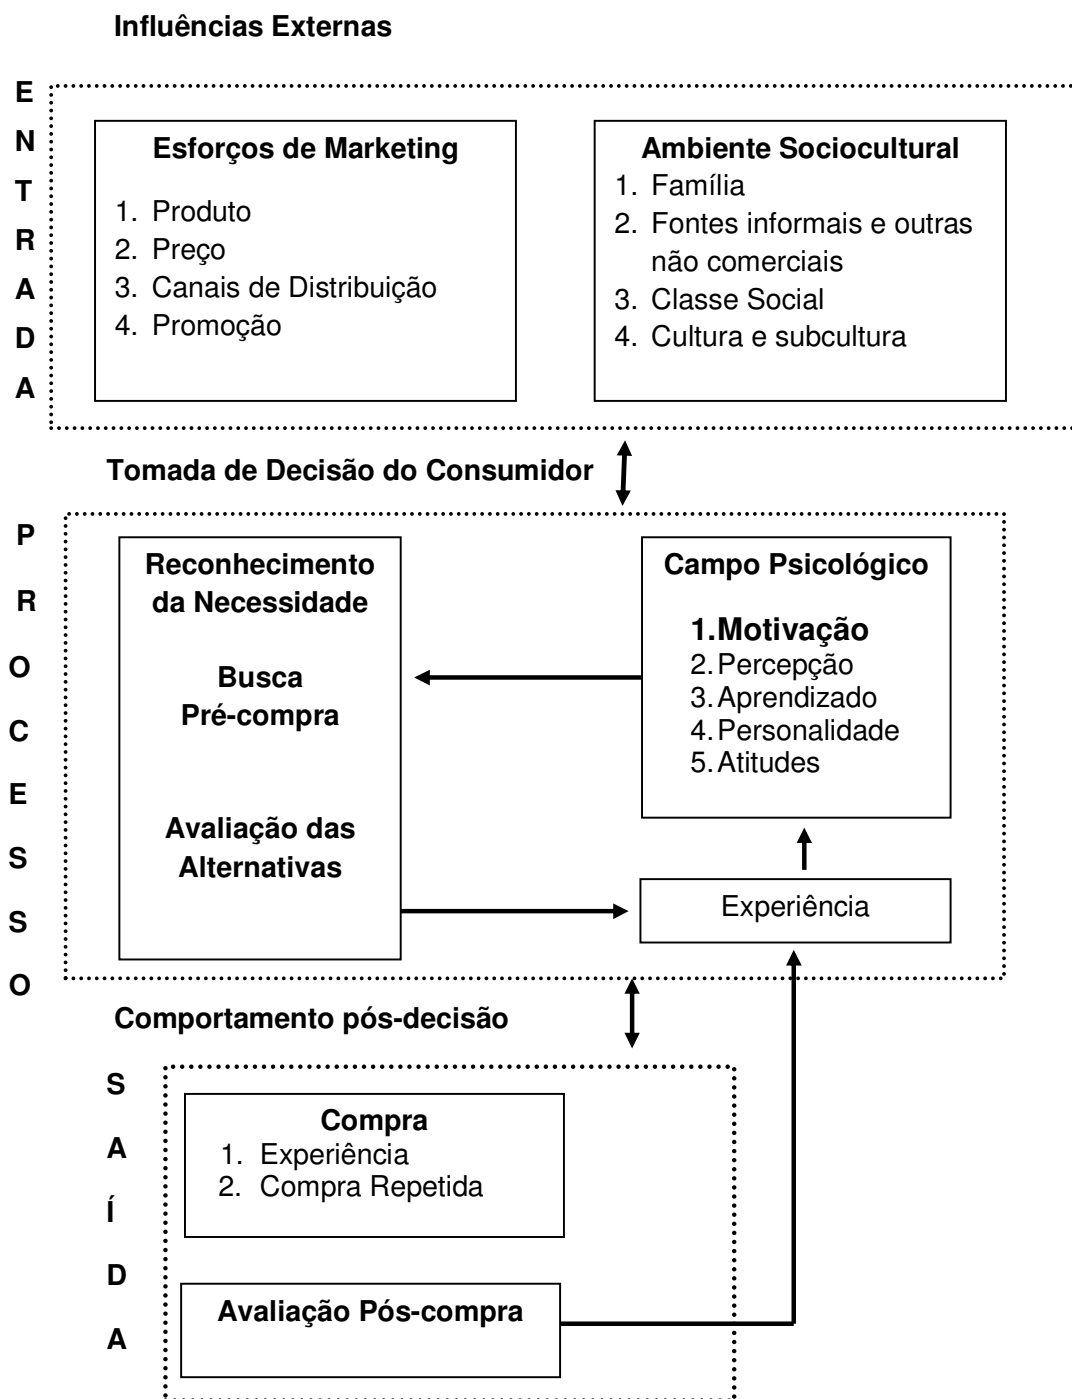 Influências Externas
ENTRADA
Esforços de Marketing
1. Produto
2. Preço
3. Canais de Distribuição
4. Promoção
Ambiente Sociocultural
1. Família
2. Fontes informais e outras
não comerciais
3. Classe Social
4. Cultura e subcultura
Tomada de Decisão do Consumidor
PROCESSO
Reconhecimento
da Necessidade
Busca
Pré-compra
Avaliação das
Alternativas
Campo Psicológico
1.Motivação
2.Percepção
3.Aprendizado
4.Personalidade
5.Atitudes
Experiência
Comportamento pós-decisão
SAÍDA
Compra
1. Experiência
2. Compra Repetida
Avaliação Pós-compra